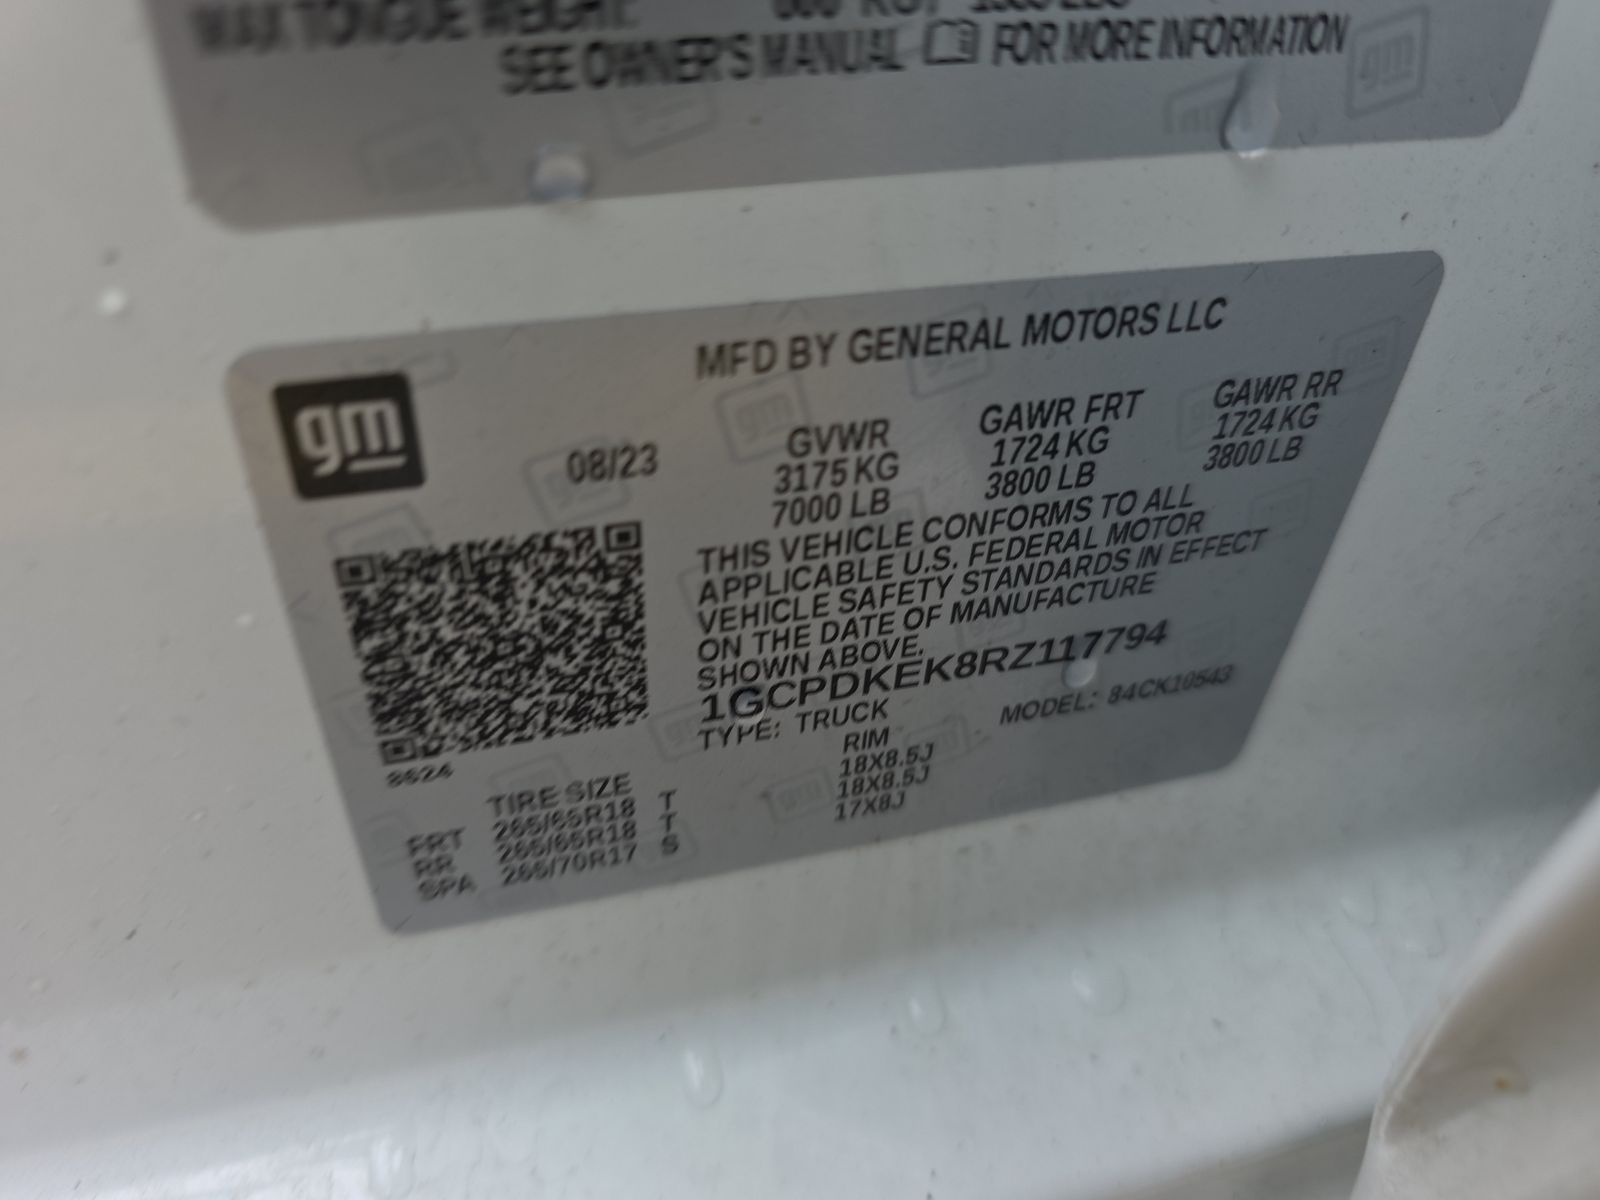 MAX TONGUE WEIGHT:
SEE OWNER'S MANUAL FOR MORE INFORMATION
gm
MFD BY GENERAL MOTORS LLC
08/23
GVWR GAWR FRT GAWR RR
3175 KG 1724 KG 1724 KG
7000 LB 3800 LB 3800 LB
THIS VEHICLE CONFORMS TO ALL
APPLICABLE U.S. FEDERAL MOTOR
VEHICLE SAFETY STANDARDS IN EFFECT
ON THE DATE OF MANUFACTURE
SHOWN ABOVE.
1GCPDKEK8RZ117794
TYPE: TRUCK MODEL: 84CK10543
8624
TIRE SIZE RIM
FRT 265/65R18 T 18X8.5J
RR 265/65R18 T 18X8.5J
SPA 265/70R17 S 17X8J